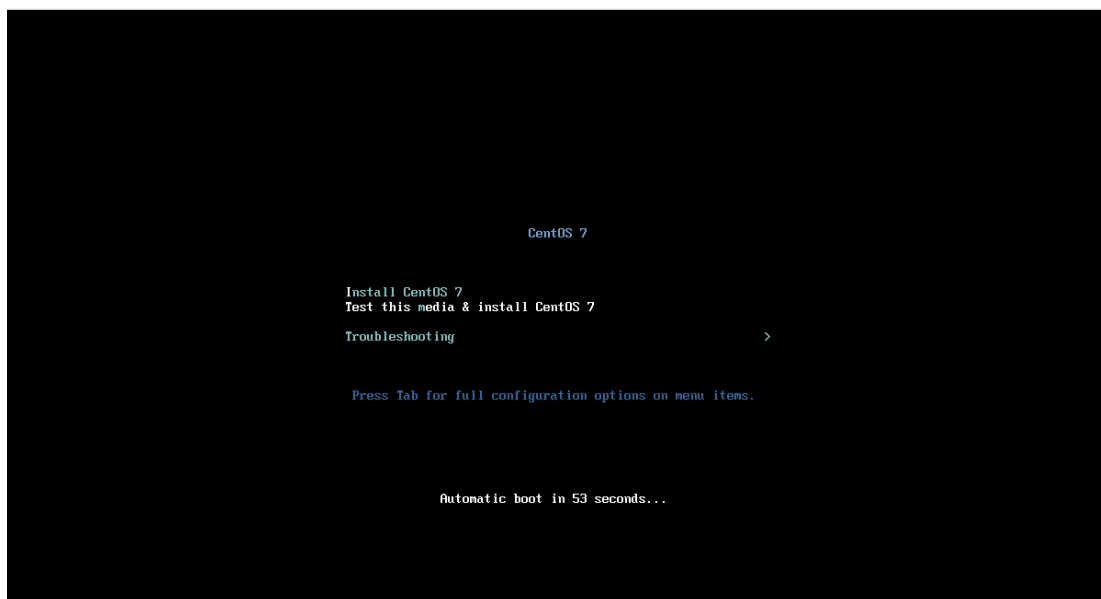 CentOS 7
Install CentOS 7
Test this media & install CentOS 7
Troubleshooting >
Press Tab for full configuration options on menu items.
Automatic boot in 53 seconds...